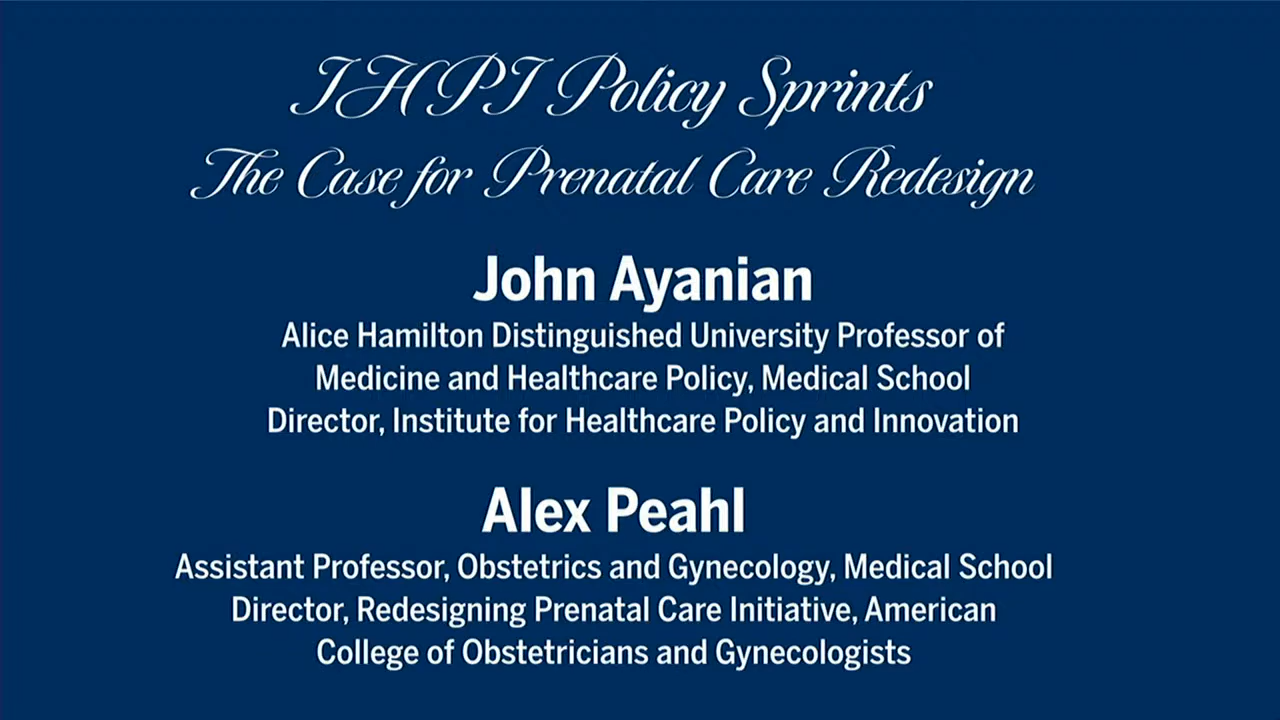 IHPI Policy Sprints
The Case for Prenatal Care Redesign
John Ayanian
Alice Hamilton Distinguished University Professor of
Medicine and Healthcare Policy, Medical School
Director, Institute for Healthcare Policy and Innovation
Alex Peahl
Assistant Professor, Obstetrics and Gynecology, Medical School
Director, Redesigning Prenatal Care Initiative, American
College of Obstetricians and Gynecologists